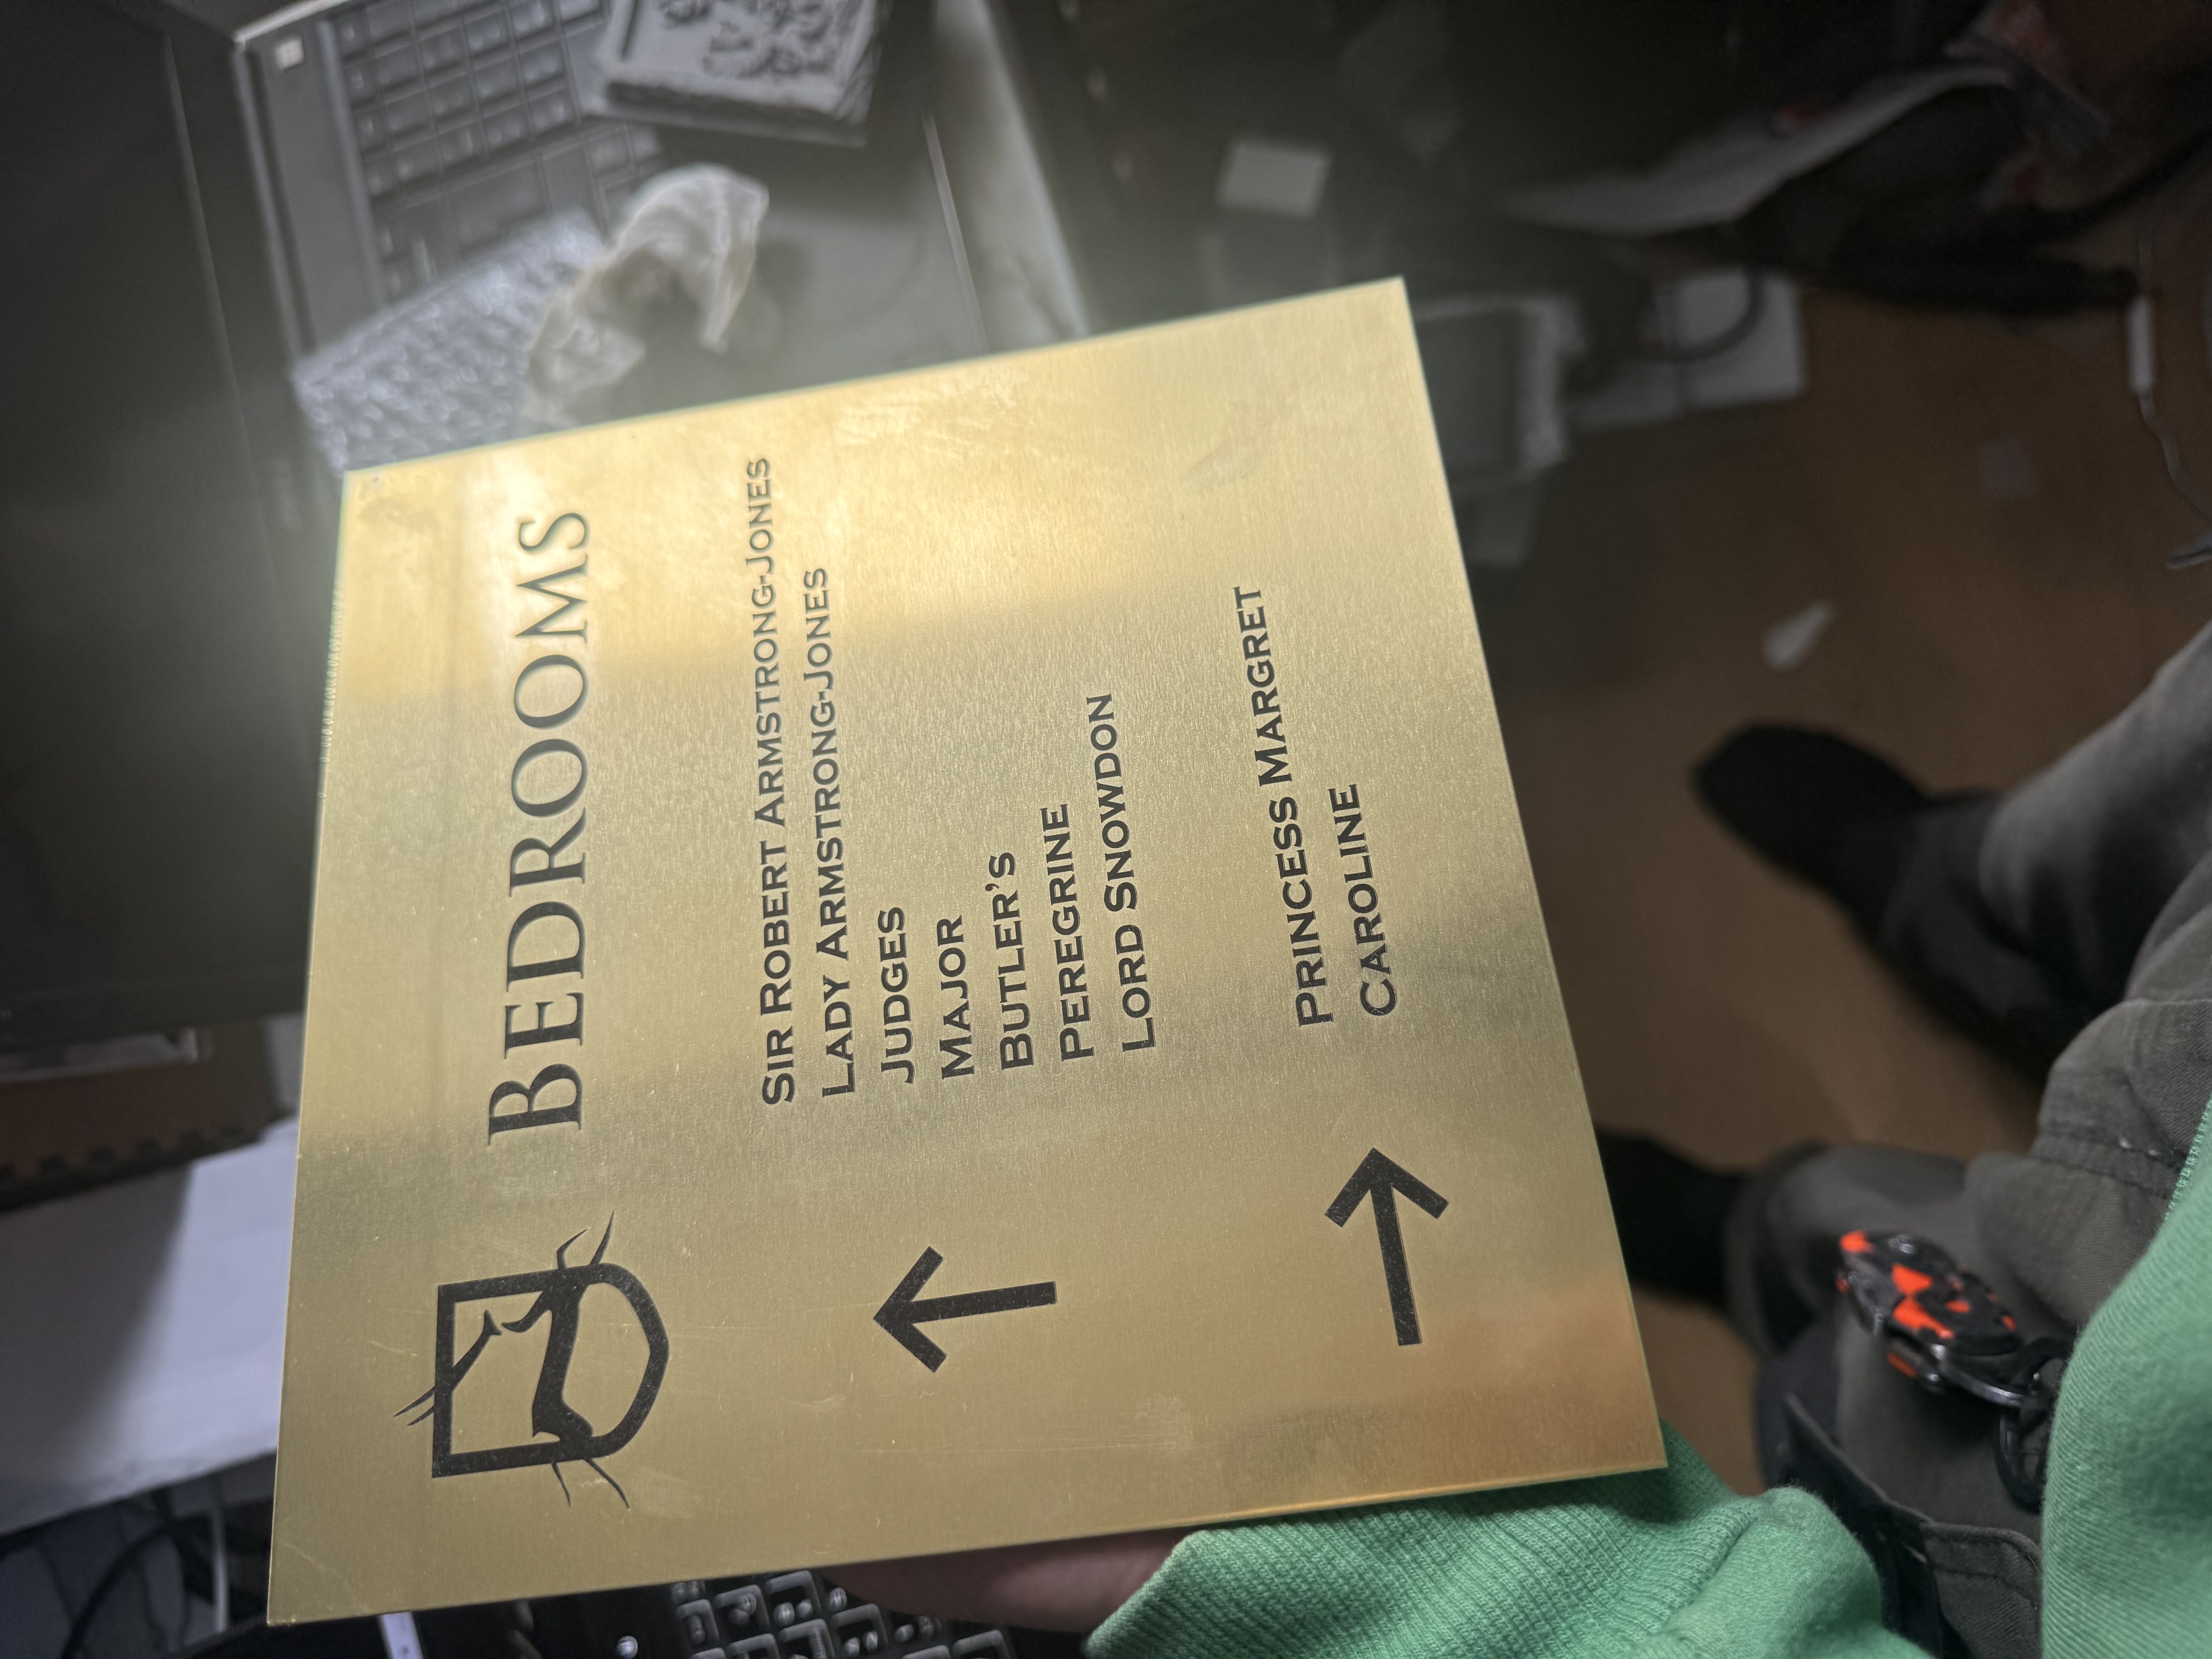 BEDROOMS
SIR ROBERT ARMSTRONG-JONES
LADY ARMSTRONG-JONES
JUDGES
MAJOR
BUTLER'S
PEREGRINE
LORD SNOWDON
PRINCESS MARGRET
CAROLINE